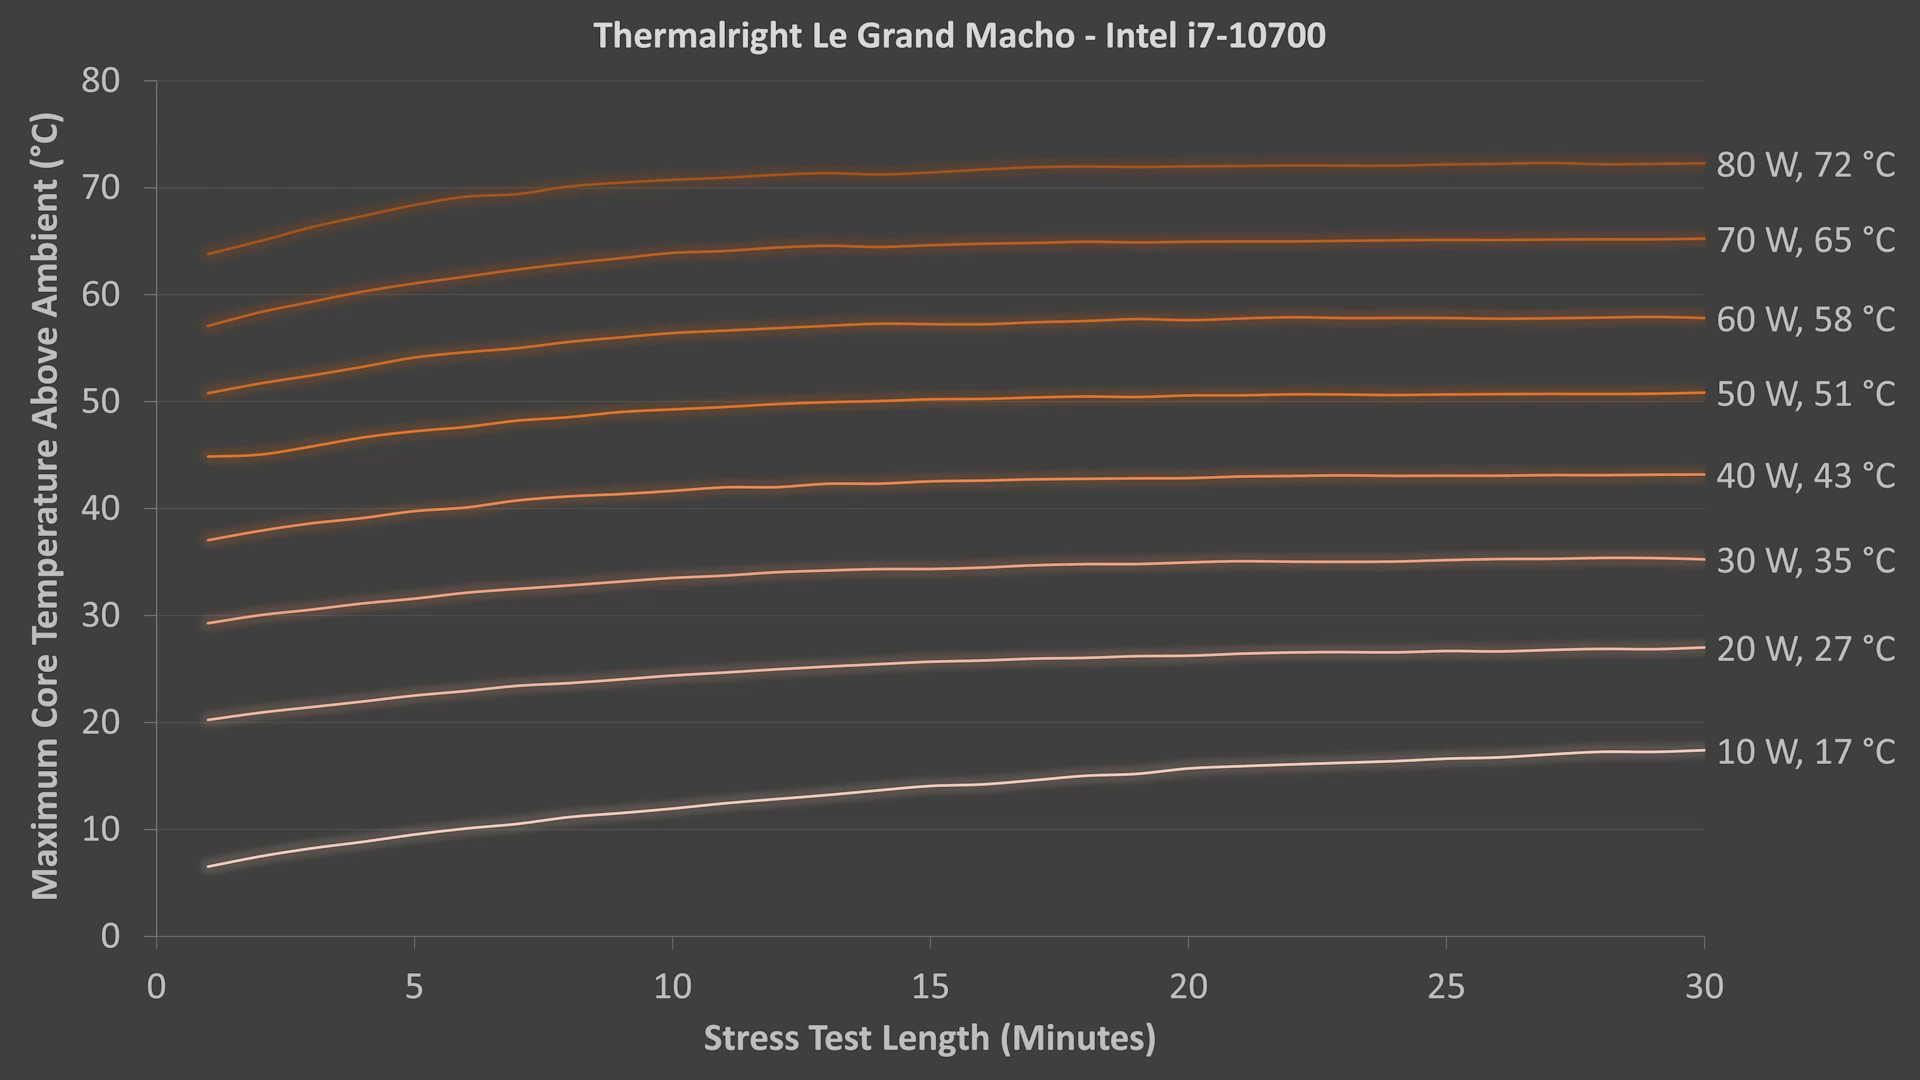 Thermalright Le Grand Macho - Intel i7-10700
Maximum Core Temperature Above Ambient (°C)
80
70
60
50
40
30
20
10
0
80 W, 72 °C
70 W, 65 °C
60 W, 58 °C
50 W, 51 °C
40 W, 43 °C
30 W, 35 °C
20 W, 27 °C
10 W, 17 °C
0 5 10 15 20 25 30
Stress Test Length (Minutes)